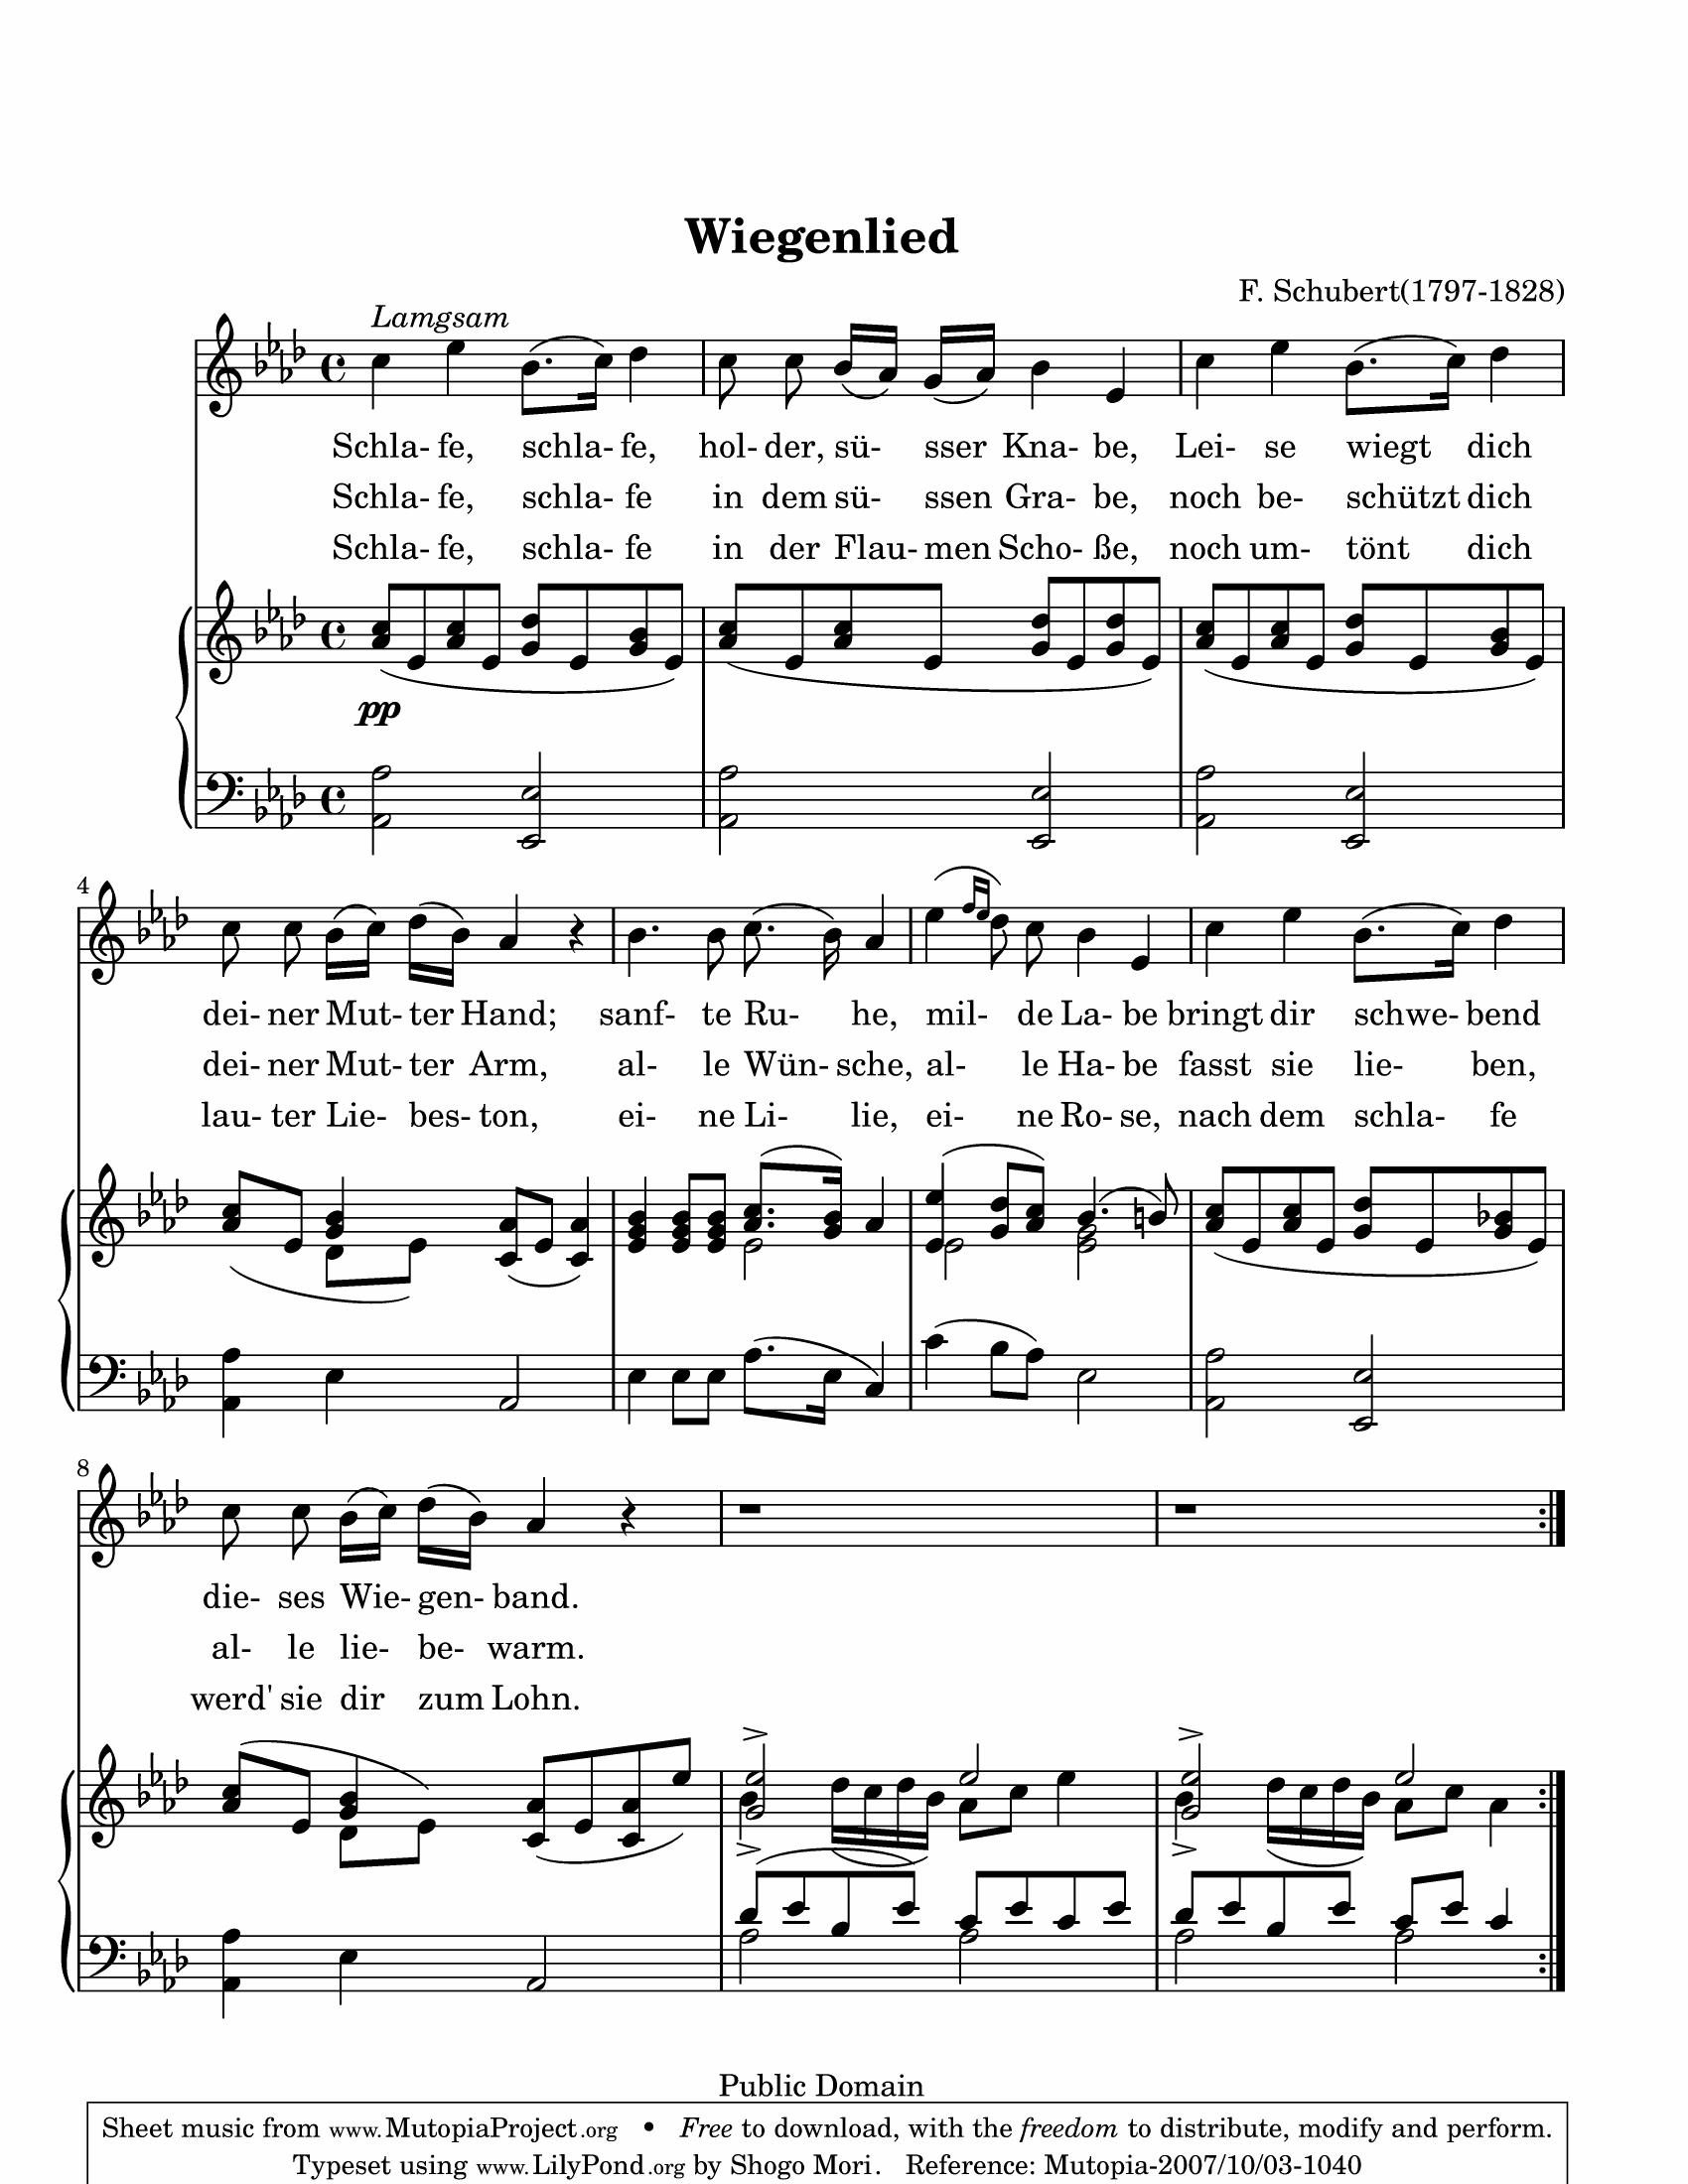 Wiegenlied
F. Schubert(1797-1828)
Lamgsam
Schla- fe, schla- fe, hol- der, sü- sser Kna- be, Lei- se wiegt dich
Schla- fe, schla- fe in dem sü- ssen Gra- be, noch be- schützt dich
Schla- fe, schla- fe in der Flau- men Scho- ße, noch um- tönt dich
pp
4
dei- ner Mut- ter Hand; sanf- te Ru- he, mil- de La- be bringt dir schwe- bend
dei- ner Mut- ter Arm, al- le Wün- sche, al- le Ha- be fasst sie lie- ben,
lau- ter Lie- bes- ton, ei- ne Li- lie, ei- ne Ro- se, nach dem schla- fe
8
die- ses Wie- gen- band.
al- le lie- be- warm.
werd' sie dir zum Lohn.
Public Domain
Sheet music from www.MutopiaProject.org • Free to download, with the freedom to distribute, modify and perform.
Typeset using www.LilyPond.org by Shogo Mori. Reference: Mutopia-2007/10/03-1040